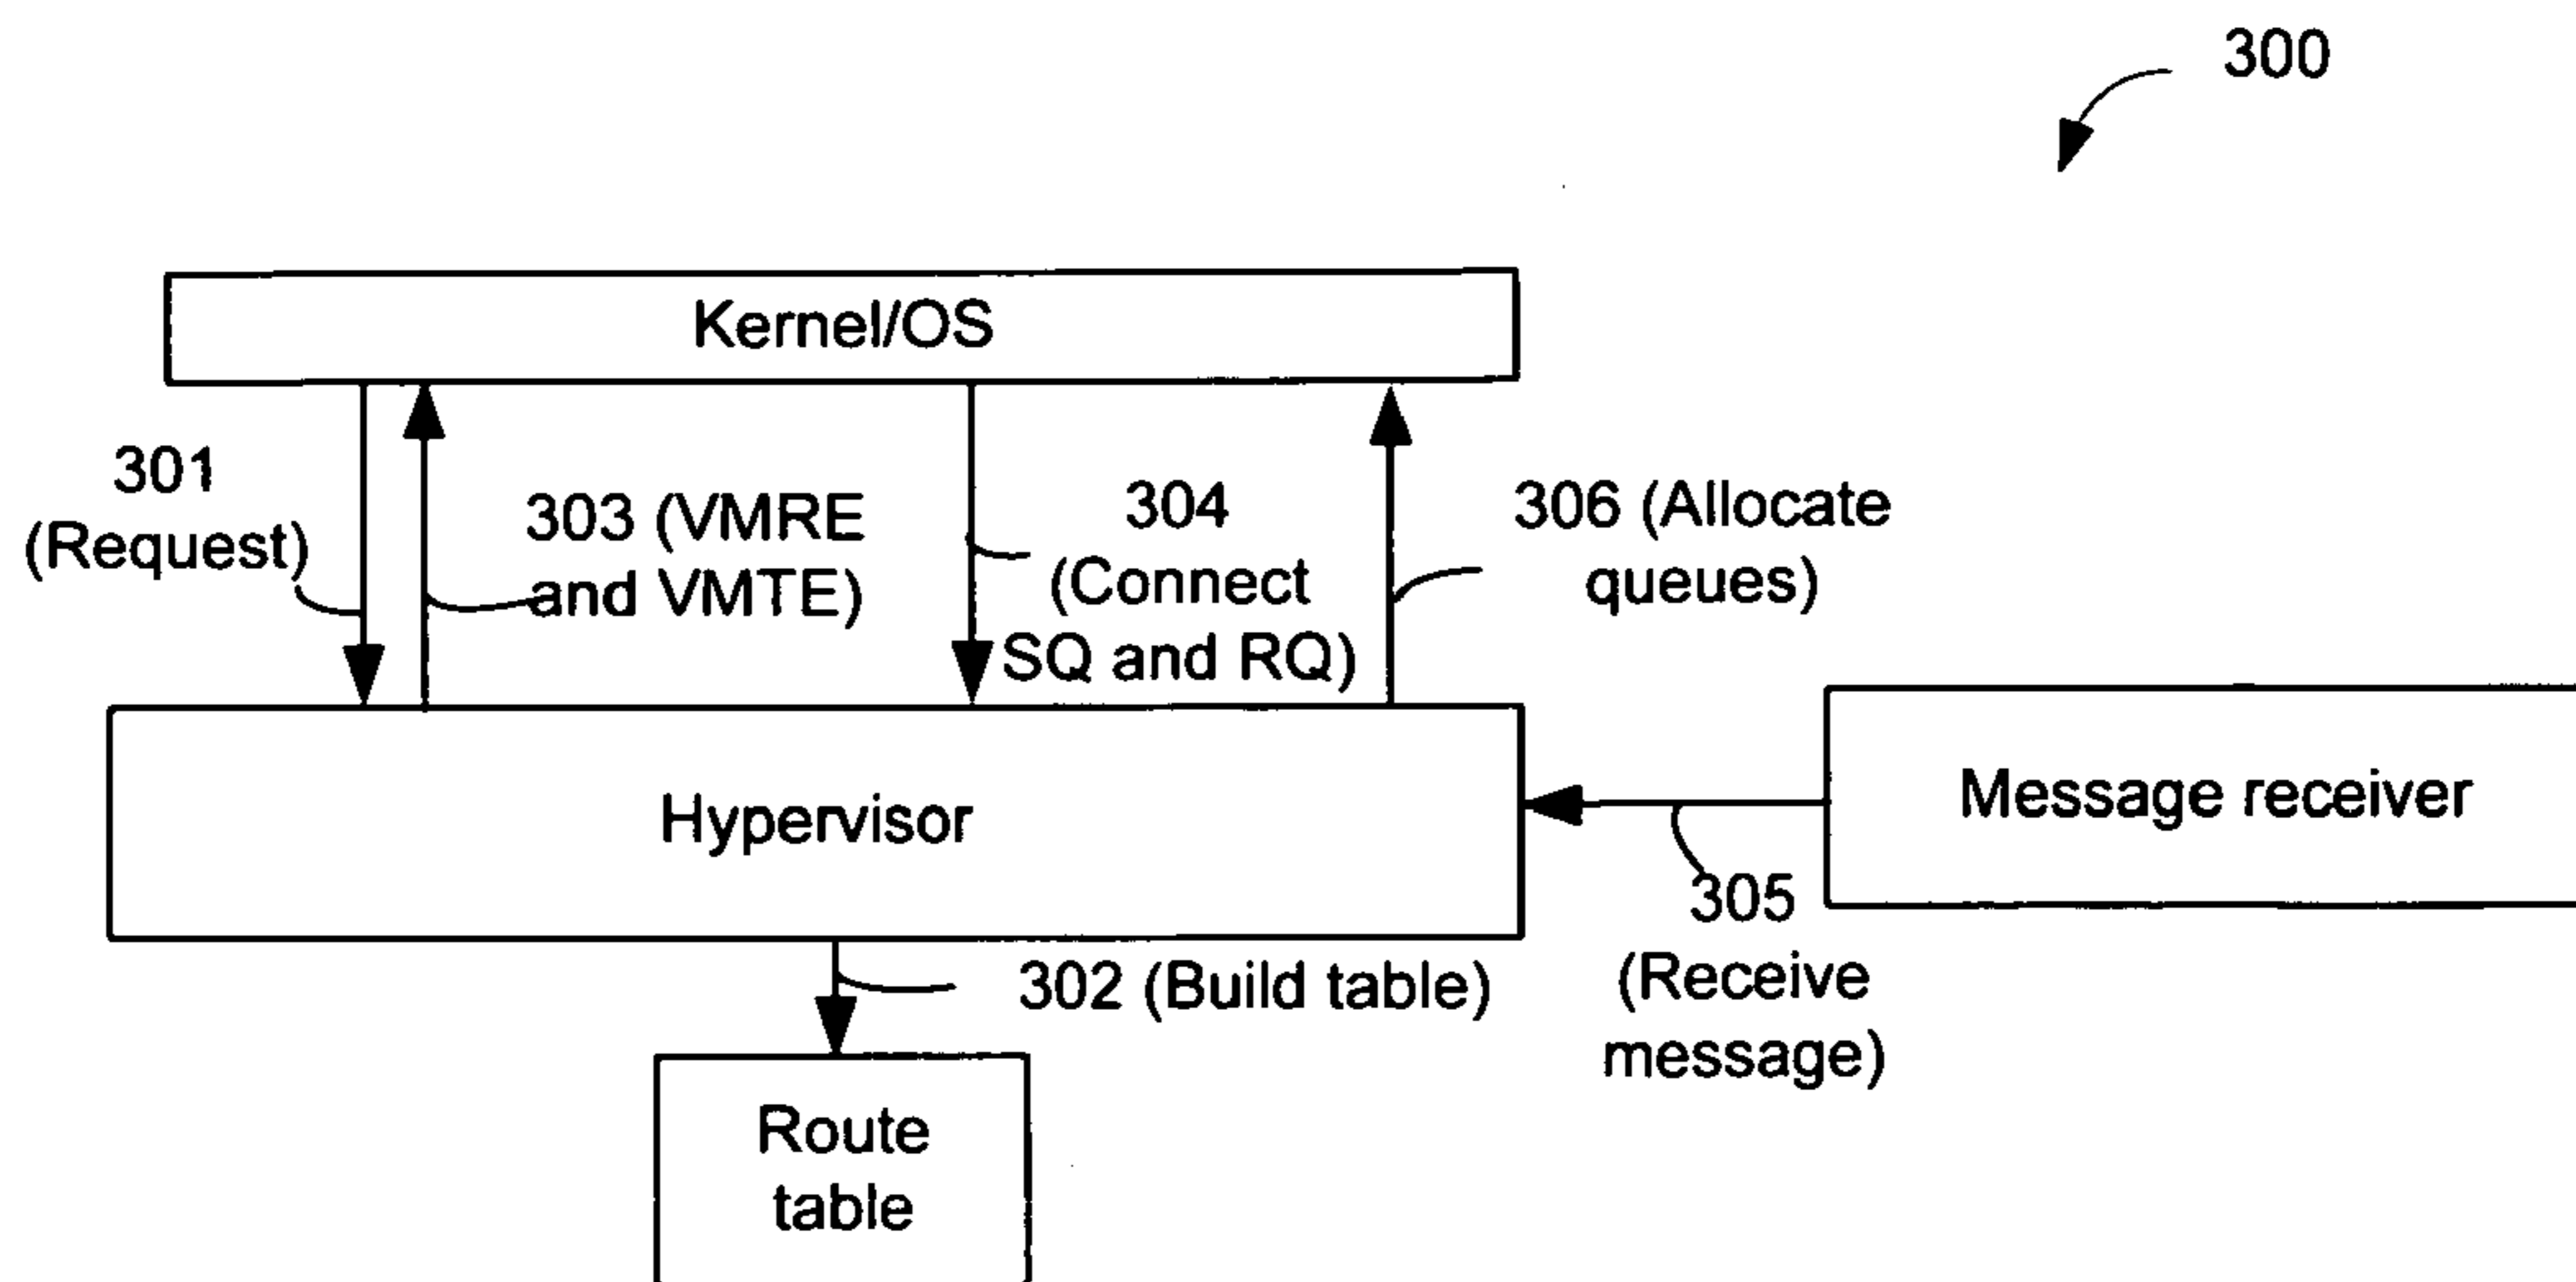 300
Kernel/OS
301
(Request)
303 (VMRE
and VMTE)
304
(Connect
SQ and RQ)
306 (Allocate
queues)
Hypervisor
Message receiver
305
(Receive
message)
302 (Build table)
Route
table